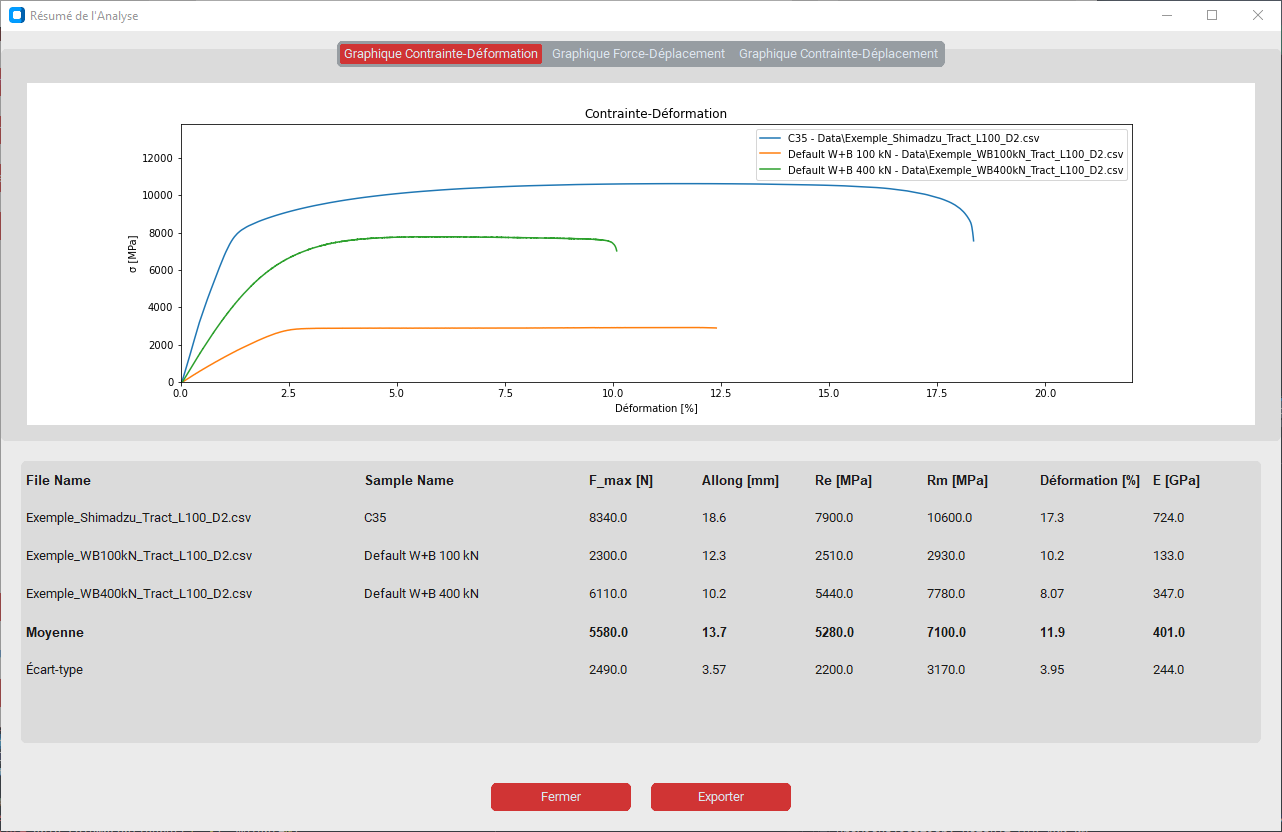 Résumé de l'Analyse
Graphique Contrainte-Déformation Graphique Force-Déplacement Graphique Contrainte-Déplacement
Contrainte-Déformation
C35 - Data\Exemple_Shimadzu_Tract_L100_D2.csv
Default W+B 100 kN - Data\Exemple_WB100kN_Tract_L100_D2.csv
Default W+B 400 kN - Data\Exemple_WB400kN_Tract_L100_D2.csv
12000
10000
8000
6000
4000
2000
0
σ [MPa]
0.0 2.5 5.0 7.5 10.0 12.5 15.0 17.5 20.0
Déformation [%]
File Name Sample Name F_max [N] Allong [mm] Re [MPa] Rm [MPa] Déformation [%] E [GPa]
Exemple_Shimadzu_Tract_L100_D2.csv C35 8340.0 18.6 7900.0 10600.0 17.3 724.0
Exemple_WB100kN_Tract_L100_D2.csv Default W+B 100 kN 2300.0 12.3 2510.0 2930.0 10.2 133.0
Exemple_WB400kN_Tract_L100_D2.csv Default W+B 400 kN 6110.0 10.2 5440.0 7780.0 8.07 347.0
Moyenne 5580.0 13.7 5280.0 7100.0 11.9 401.0
Écart-type 2490.0 3.57 2200.0 3170.0 3.95 244.0
Fermer Exporter